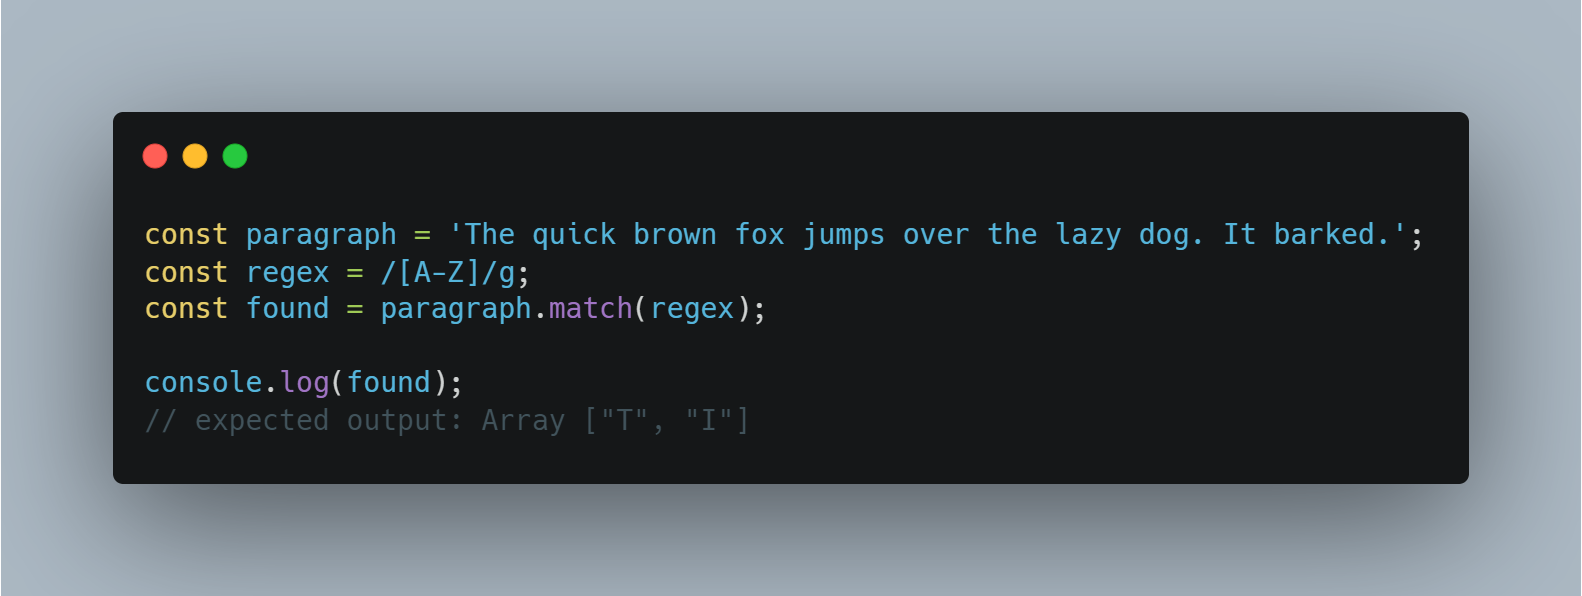 const paragraph = 'The quick brown fox jumps over the lazy dog. It barked.';
const regex = /[A-Z]/g;
const found = paragraph.match(regex);
console.log(found);
// expected output: Array ["T", "I"]